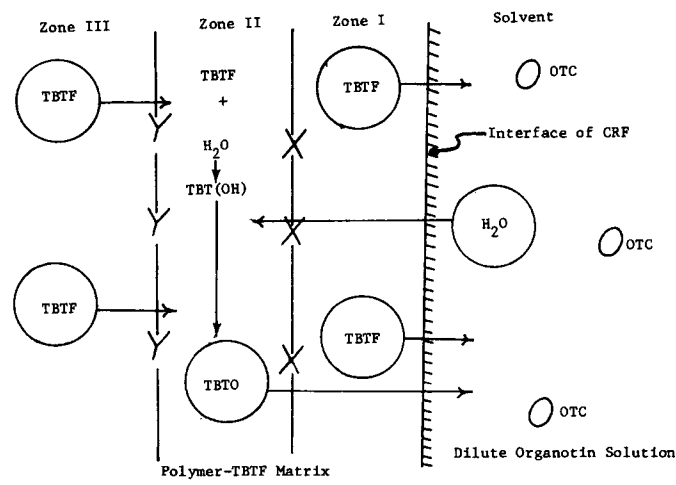 Zone III
Zone II
Zone I
Solvent
TBTF
TBTF
+
H2O
TBT(OH)
TBTF
OTC
Interface of CRF
H2O
OTC
TBTF
TBTF
TBTO
OTC
Y
Y
Y
X
X
X
Dilute Organotin Solution
Polymer-TBTF Matrix